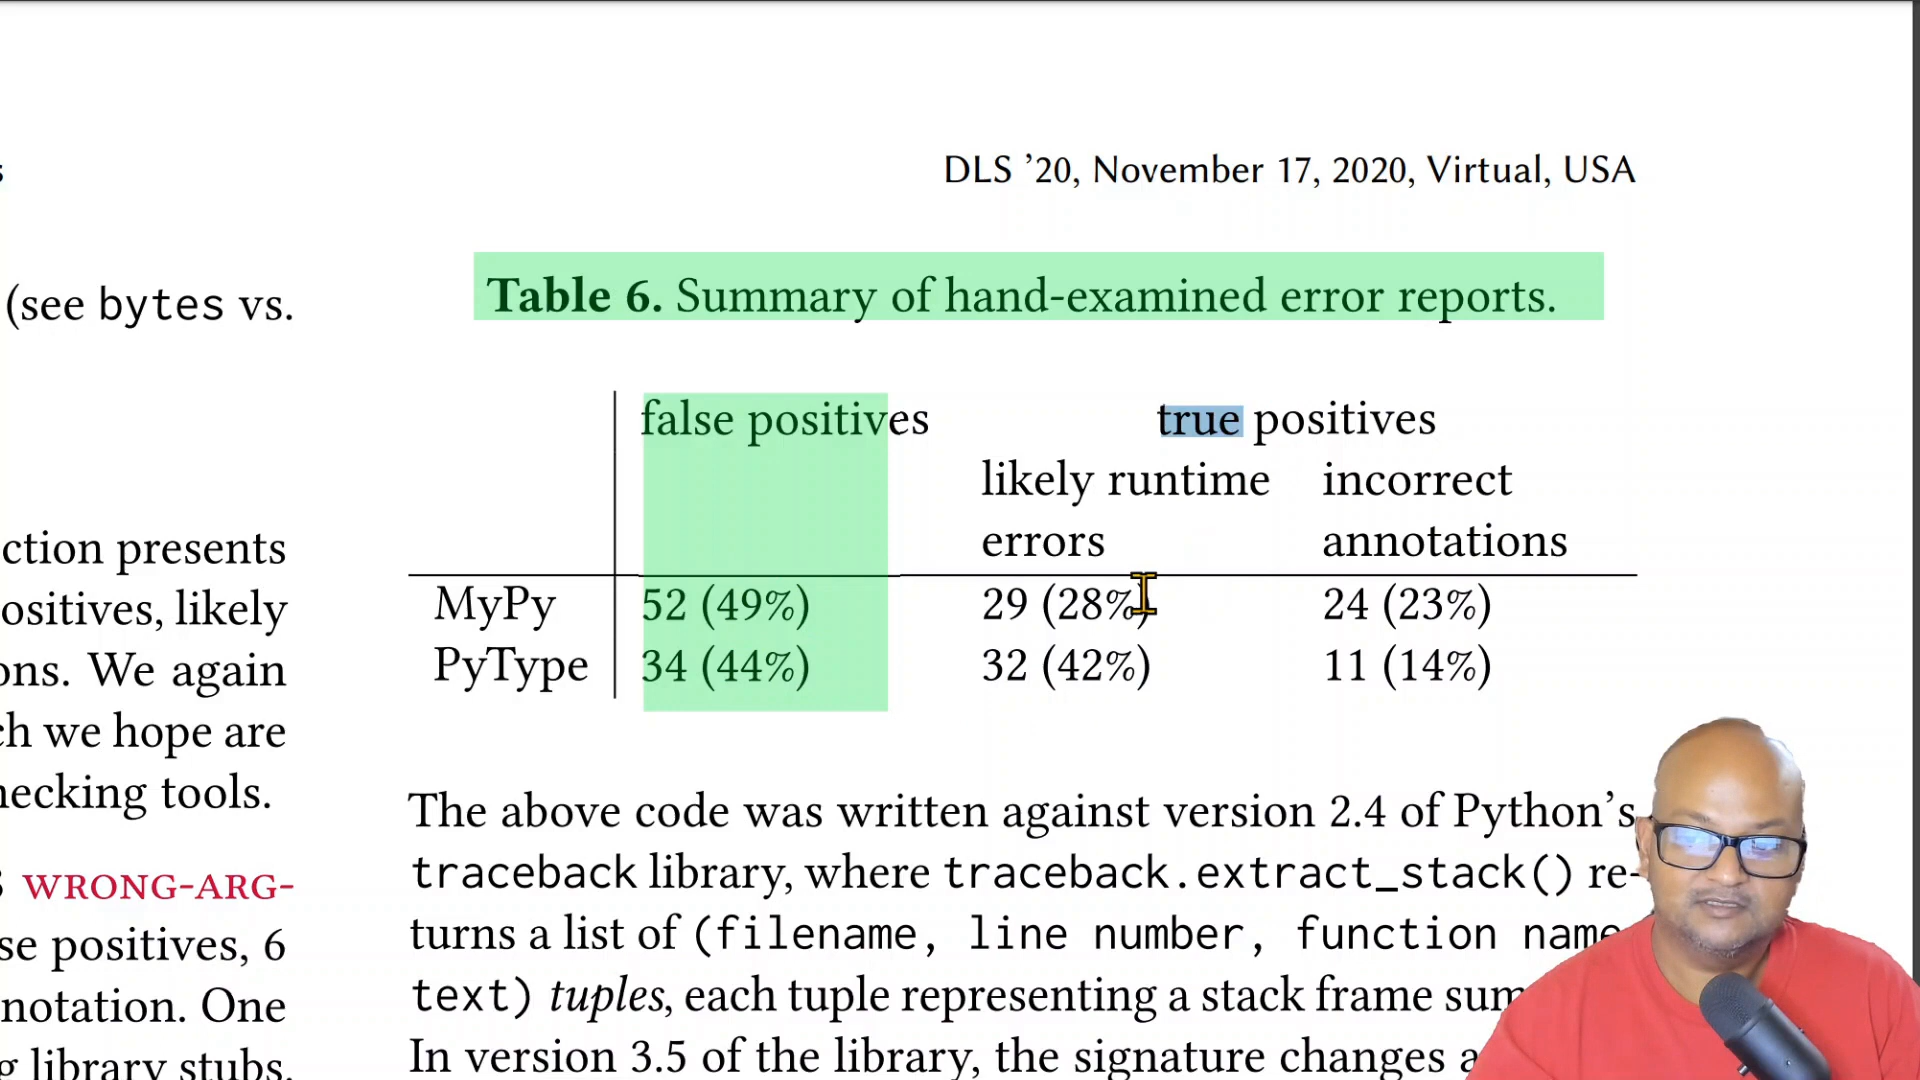 DLS ’20, November 17, 2020, Virtual, USA
(see bytes vs.
ction presents
ositives, likely
ons. We again
ch we hope are
hecking tools.
WRONG-ARG-
se positives, 6
notation. One
g library stubs.
Table 6. Summary of hand-examined error reports.
false positives true positives
likely runtime incorrect
errors annotations
MyPy 52 (49%) 29 (28%) 24 (23%)
PyType 34 (44%) 32 (42%) 11 (14%)
The above code was written against version 2.4 of Python’s
traceback library, where traceback.extract_stack() re-
turns a list of (filename, line number, function name
text) tuples, each tuple representing a stack frame sum
In version 3.5 of the library, the signature changes a